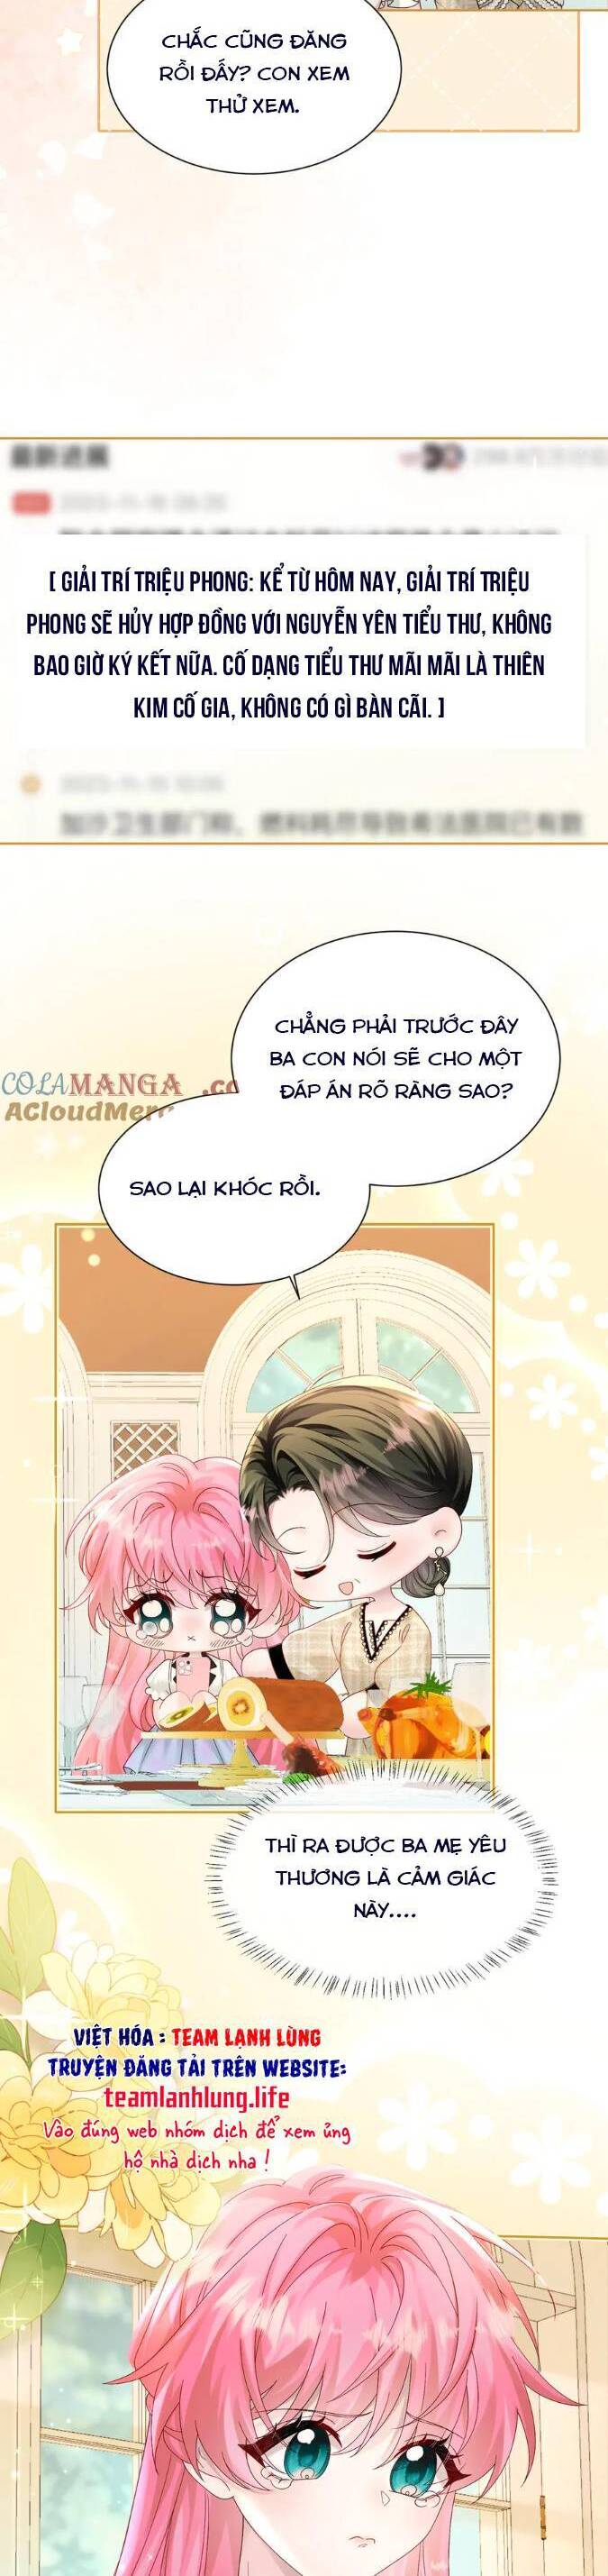 CHẮC CŨNG ĐĂNG
RỒI ĐẤY? CON XEM
THỬ XEM.
[ GIẢI TRÍ TRIỆU PHONG: KỂ TỪ HÔM NAY, GIẢI TRÍ TRIỆU
PHONG SẼ HỦY HỢP ĐỒNG VỚI NGUYỄN YÊN TIỂU THƯ, KHÔNG
BAO GIỜ KÝ KẾT NỮA. CỐ DẠNG TIỂU THƯ MÃI MÃI LÀ THIÊN
KIM CỐ GIA, KHÔNG CÓ GÌ BÀN CÃI. ]
CHẲNG PHẢI TRƯỚC ĐÂY
BA CON NÓI SẼ CHO MỘT
ĐÁP ÁN RÕ RÀNG SAO?
COLAMANGA.CO
AcloudMerg
SAO LẠI KHÓC RỒI.
THÌ RA ĐƯỢC BA MẸ YÊU
THƯƠNG LÀ CẢM GIÁC
NÀY....
VIỆT HÓA : TEAM LẠNH LÙNG
TRUYỆN ĐĂNG TẢI TRÊN WEBSITE:
teamlanhlung.life
Vào đúng web nhóm dịch để xem ủng
hộ nhà dịch nha !